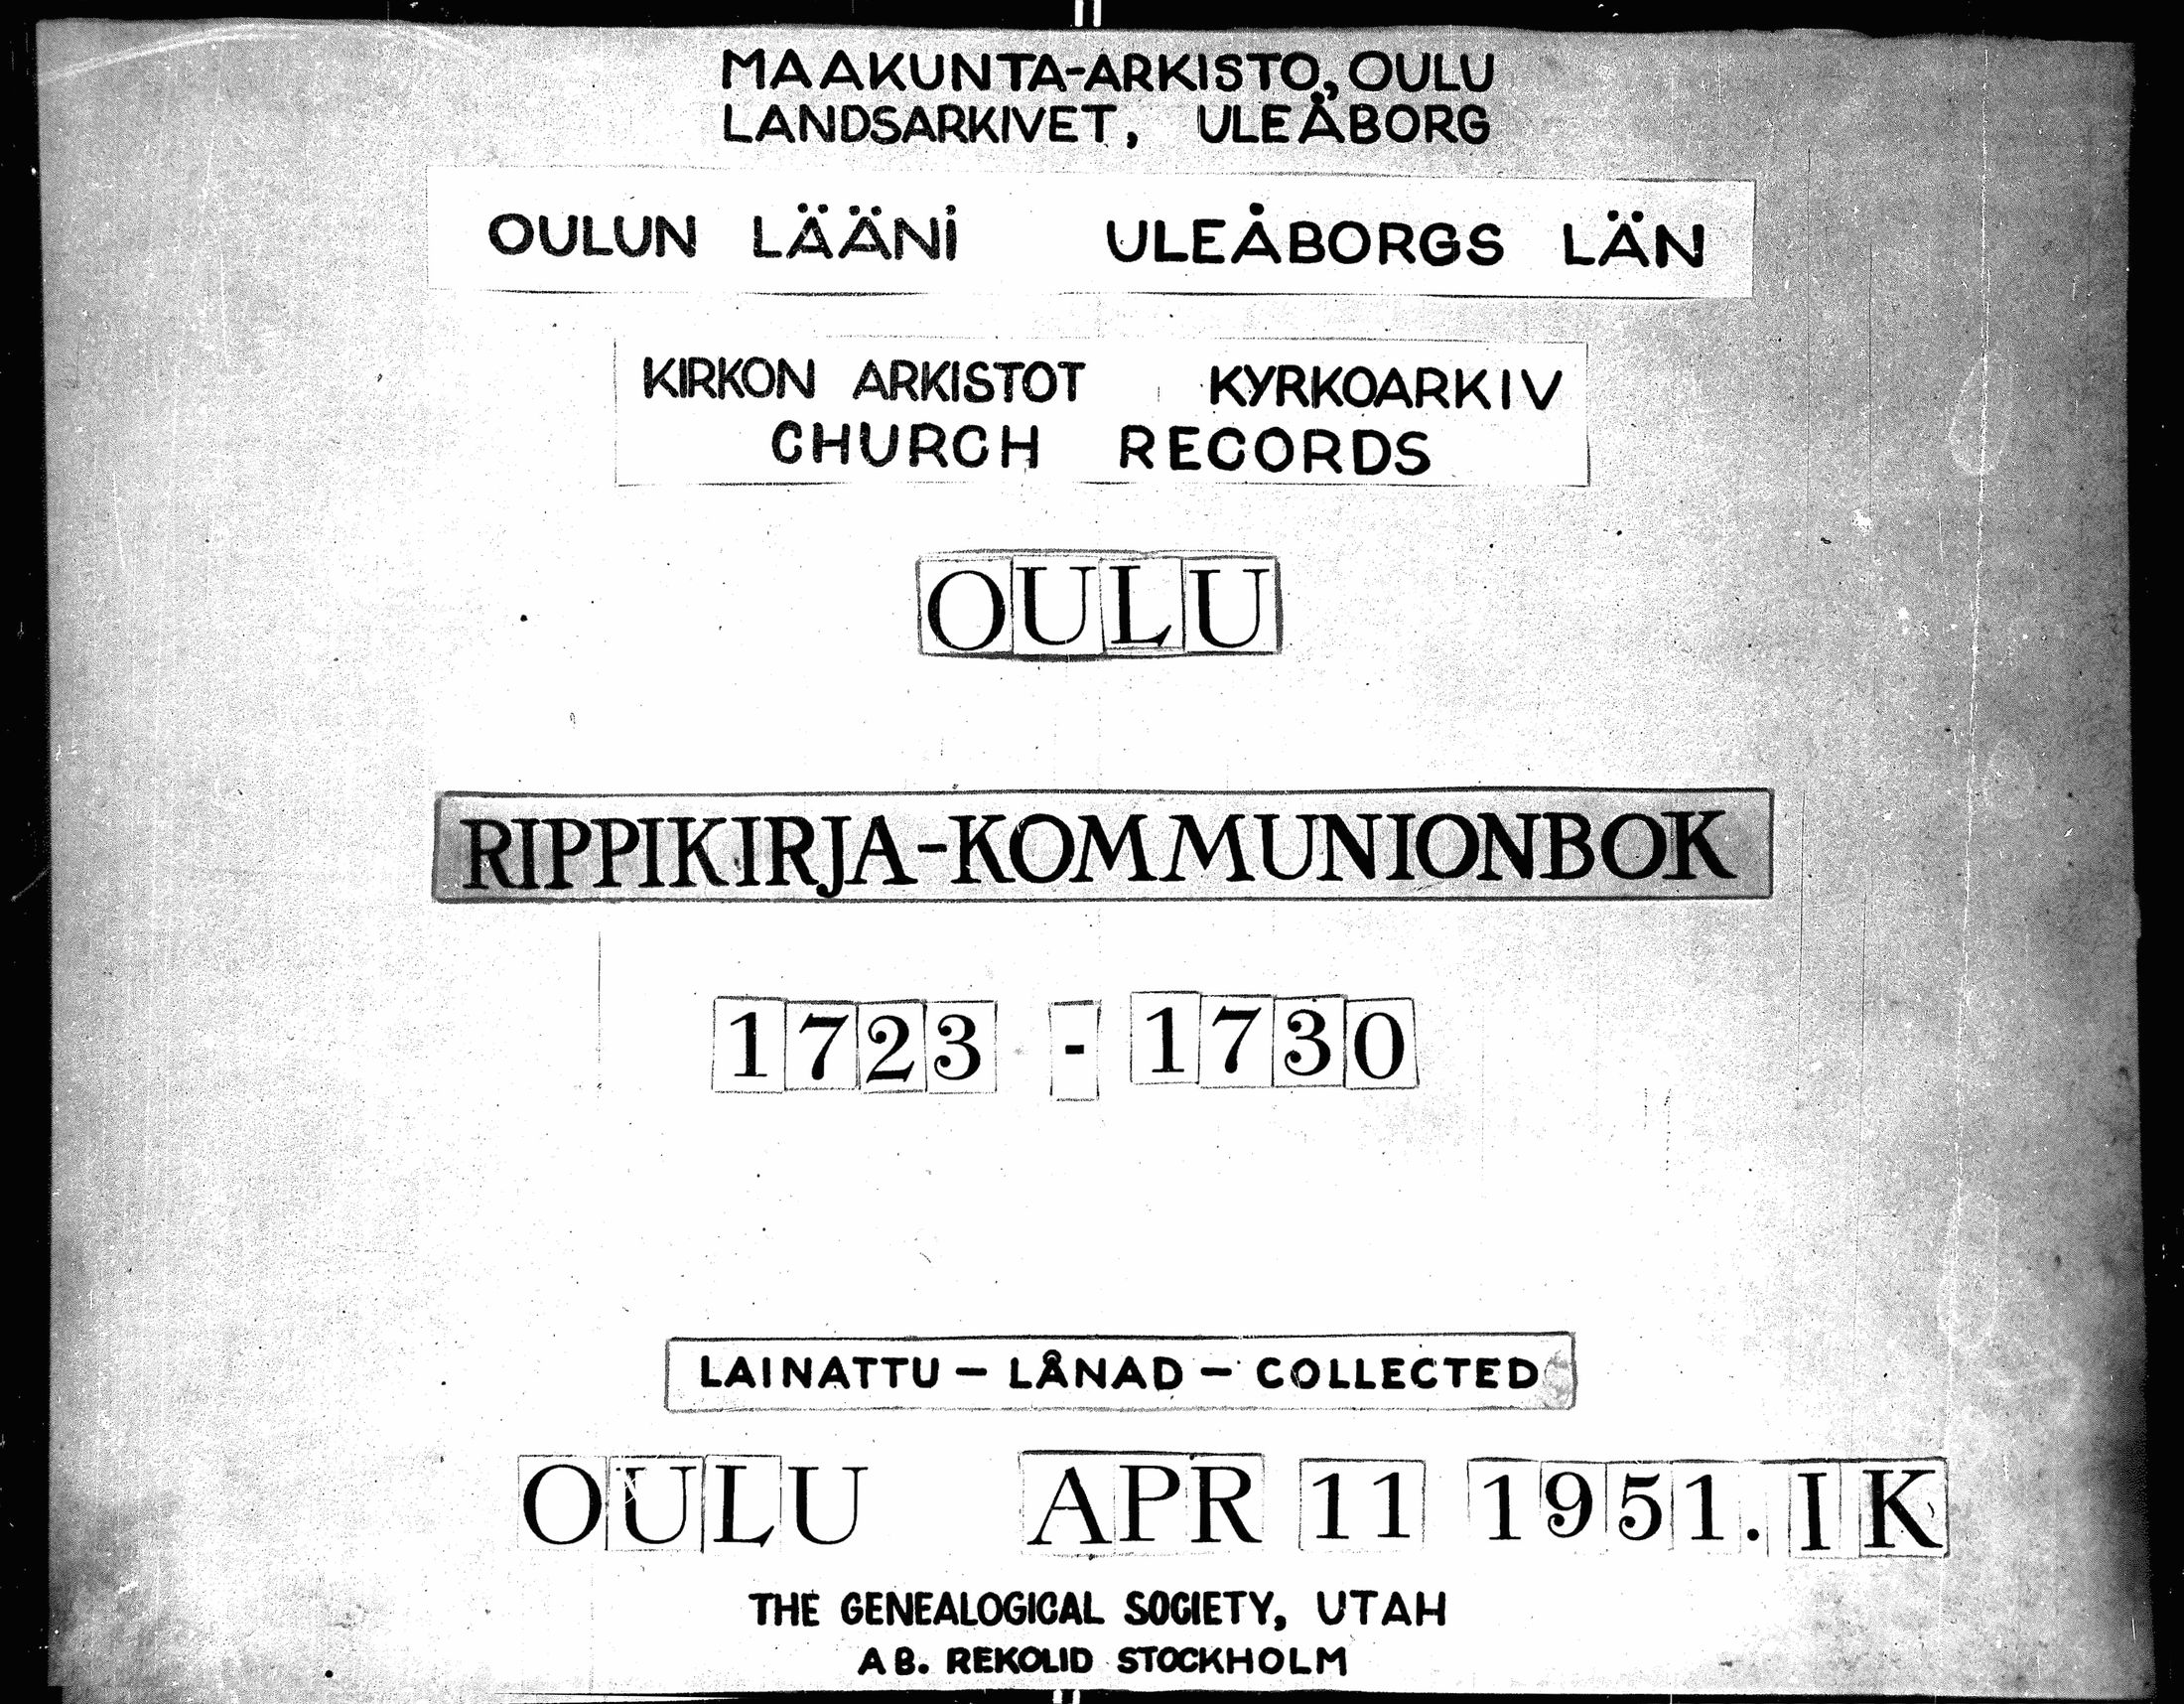 MAAKUNTA-ARKISTO, OULU
LANDSARKIVET, ULEÅBORG
OULUN LÄÄNI ULEÅBORGS LÄN
KIRKON ARKISTOT KYRKOARKIV
CHURCH RECORDS
OULU
RIPPIKIRJA-KOMMUNIONBOK
1723 - 1730
LAINATTU - LÅNAD - COLLECTED
OULU APR 11 1951. I K
THE GENEALOGICAL SOCIETY, UTAH
AB. REKOLID STOCKHOLM